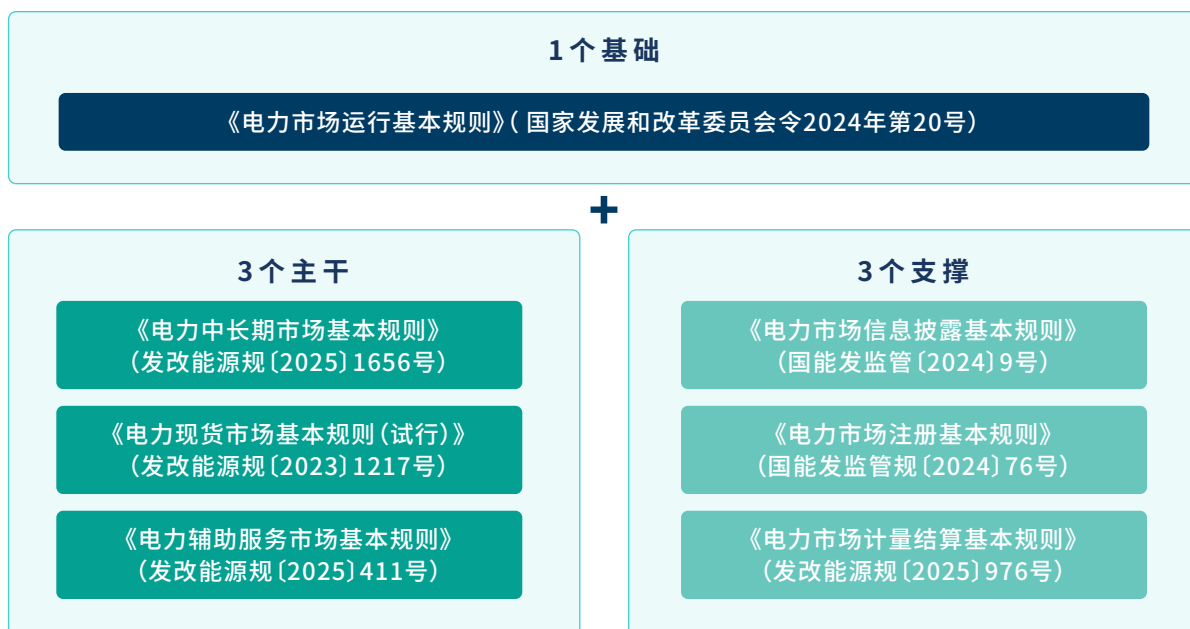 1个基础
《电力市场运行基本规则》（国家发展和改革委员会令2024年第20号）
+
3个主干
《电力中长期市场基本规则》
（发改能源规〔2025〕1656号）
《电力现货市场基本规则（试行）》
（发改能源规〔2023〕1217号）
《电力辅助服务市场基本规则》
（发改能源规〔2025〕411号）
3个支撑
《电力市场信息披露基本规则》
（国能发监管〔2024〕9号）
《电力市场注册基本规则》
（国能发监管规〔2024〕76号）
《电力市场计量结算基本规则》
（发改能源规〔2025〕976号）